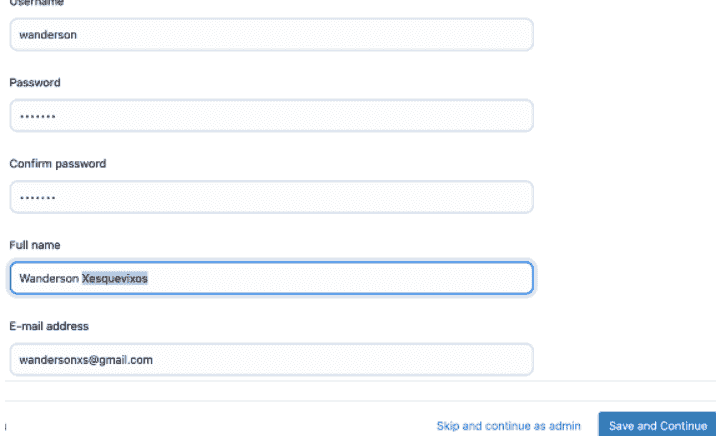 Username
wanderson
Password
•••••••
Confirm password
•••••••
Full name
Wanderson Xesquevixos
E-mail address
wandersonxs@gmail.com
Skip and continue as admin
Save and Continue